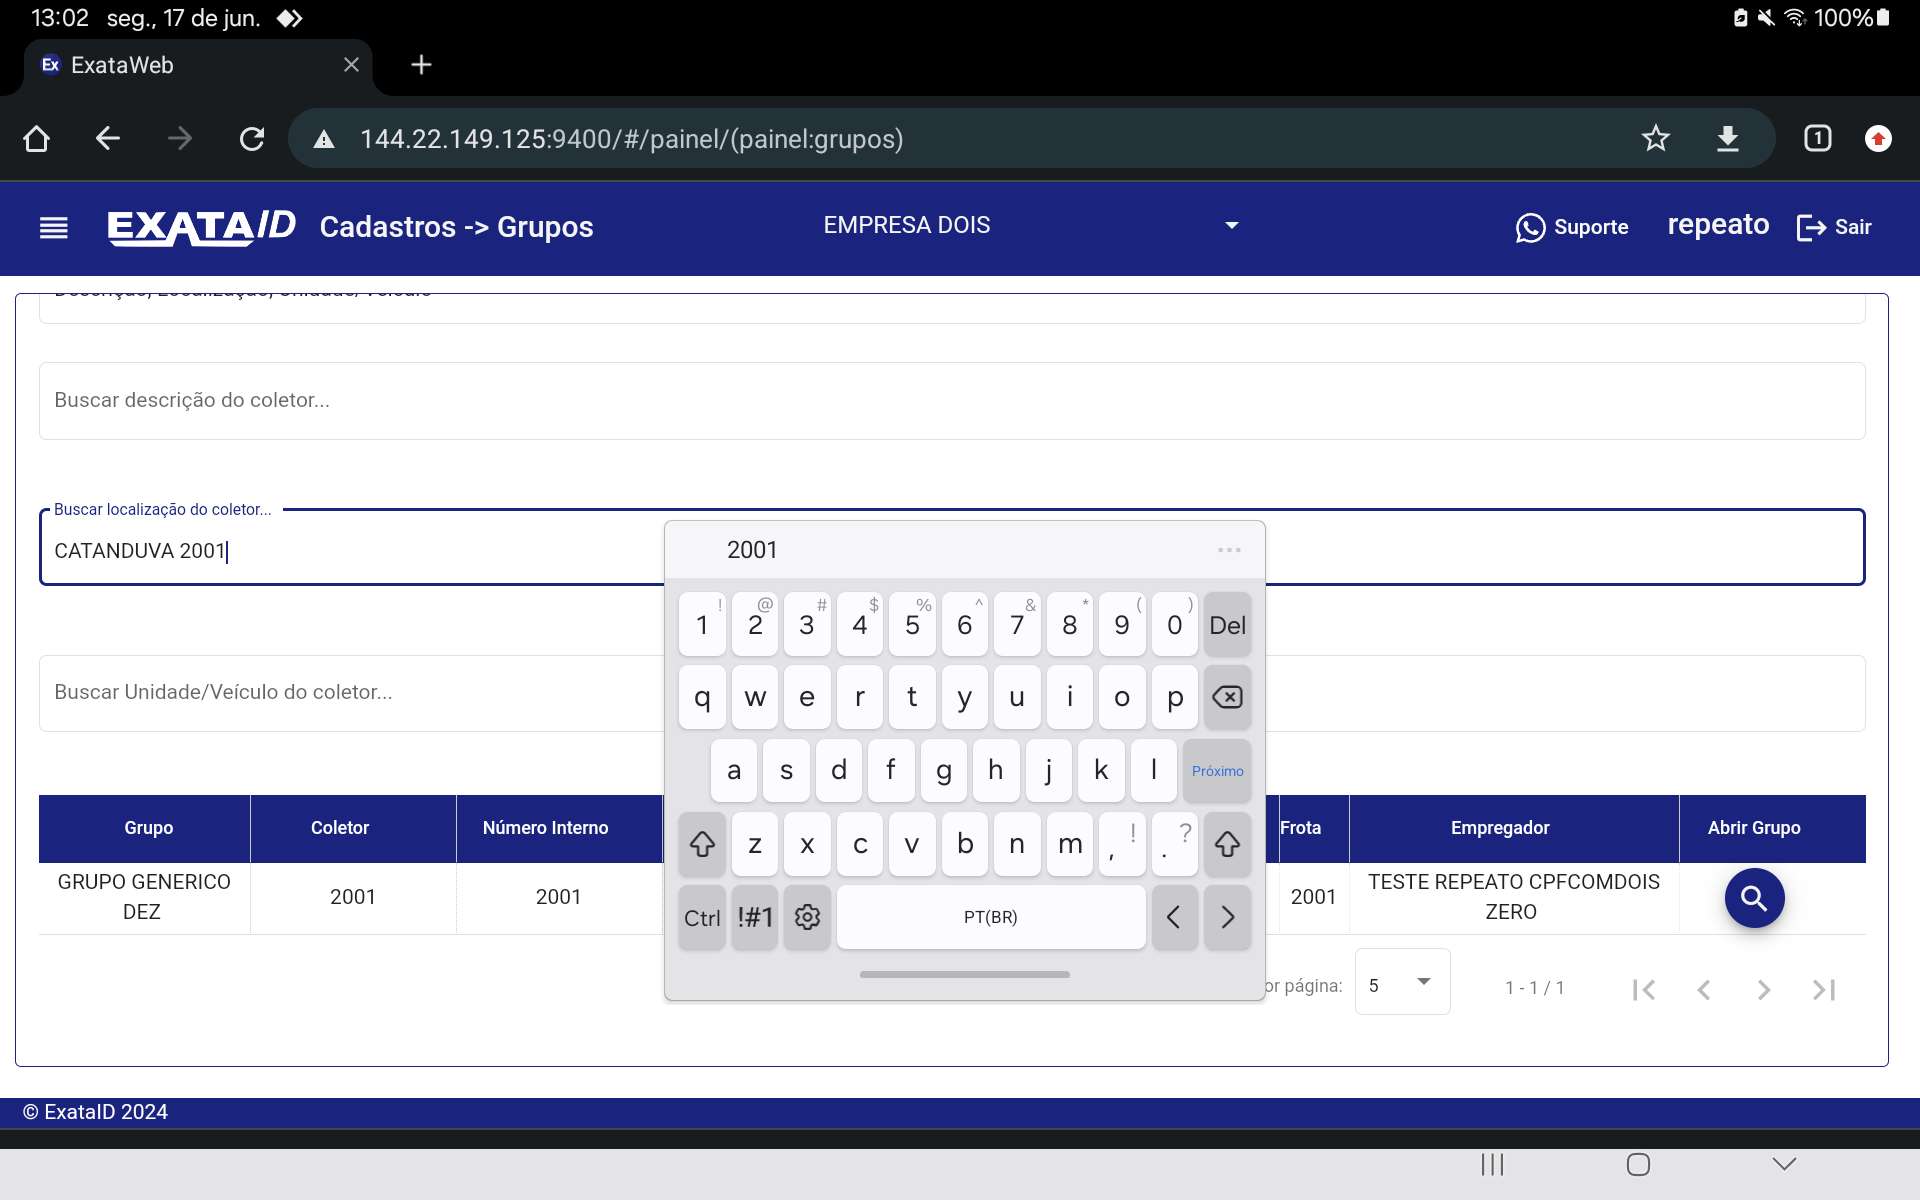 13:02 seg., 17 de jun. 100%
Ex ExataWeb
144.22.149.125:9400/#/painel/(painel:grupos) 1
EXATAID Cadastros -> Grupos EMPRESA DOIS Suporte repeato Sair
Descrição, Localização, Unidade/Veículo
Buscar descrição do coletor...
Buscar localização do coletor...
CATANDUVA 2001
2001
! @ # $ % ^ & * ( )
1 2 3 4 5 6 7 8 9 0 Del
q w e r t y u i o p
a s d f g h j k l Próximo
z x c v b n m , ! . ?
Ctrl !#1 PT(BR) < >
Buscar Unidade/Veículo do coletor...
Grupo Coletor Número Interno Frota Empregador Abrir Grupo
GRUPO GENERICO DEZ 2001 2001 2001 TESTE REPEATO CPFCOMDOIS ZERO
or página: 5 1 - 1 / 1
© ExataID 2024